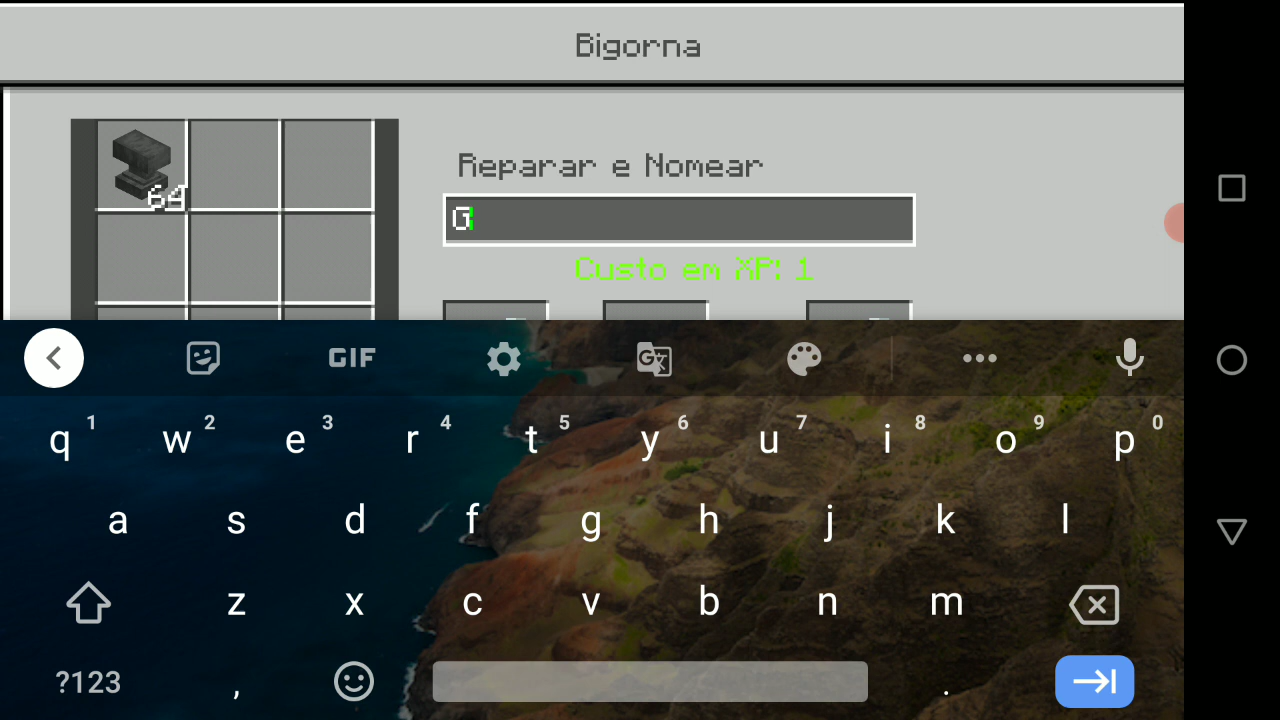 Bigorna
64
Reparar e Nomear
G
Custo em XP: 1
GIF
q 1 w 2 e 3 r 4 t 5 y 6 u 7 i 8 o 9 p 0
a s d f g h j k l
z x c v b n m
?123 , .